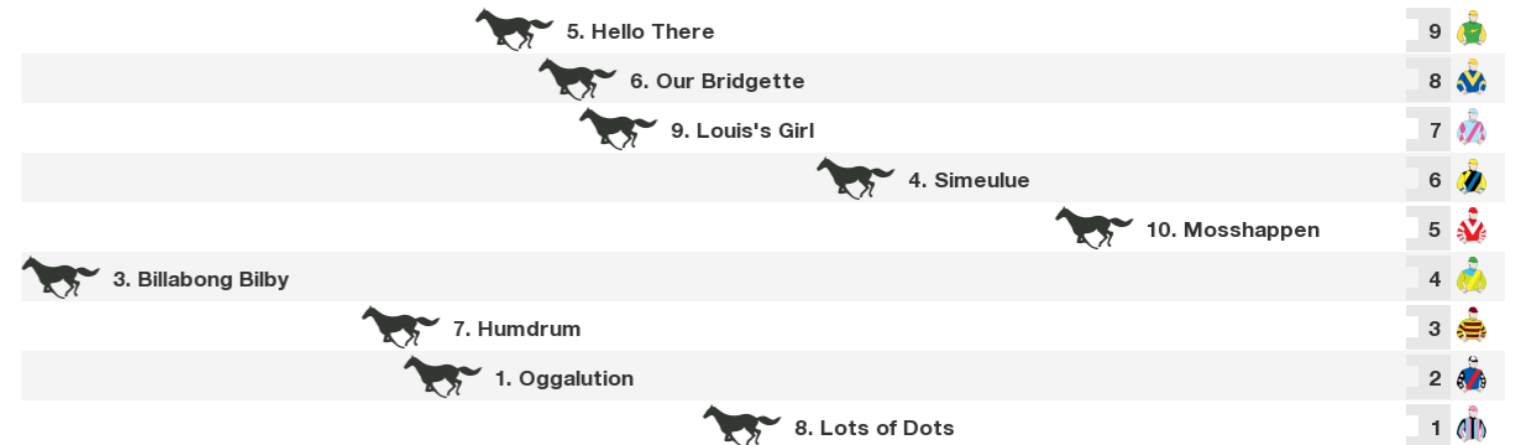 5. Hello There 9
6. Our Bridgette 8
9. Louis's Girl 7
4. Simeulue 6
10. Mosshappen 5
3. Billabong Bilby 4
7. Humdrum 3
1. Oggalution 2
8. Lots of Dots 1